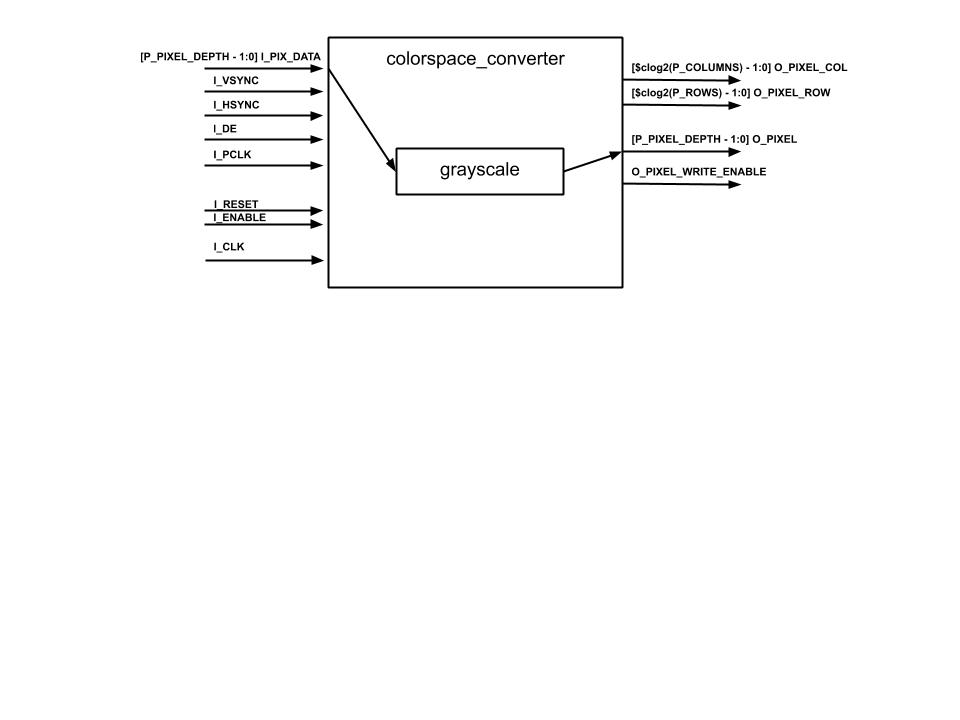 [P_PIXEL_DEPTH - 1:0] I_PIX_DATA
I_VSYNC
I_HSYNC
I_DE
I_PCLK
I_RESET
I_ENABLE
I_CLK
colorspace_converter
grayscale
[$clog2(P_COLUMNS) - 1:0] O_PIXEL_COL
[$clog2(P_ROWS) - 1:0] O_PIXEL_ROW
[P_PIXEL_DEPTH - 1:0] O_PIXEL
O_PIXEL_WRITE_ENABLE